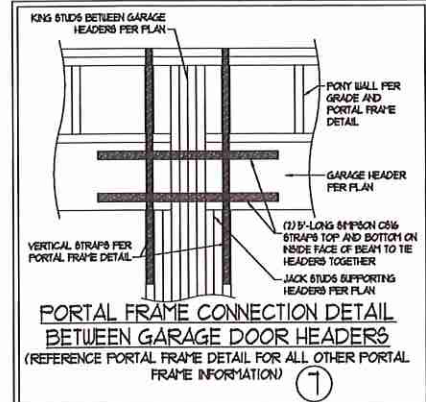 KING STUDS BETWEEN GARAGE
HEADERS PER PLAN
PONY WALL PER
GRADE AND
PORTAL FRAME
DETAIL
GARAGE HEADER
PER PLAN
(2) 5'-LONG SIMPSON CS16
STRAPS TOP AND BOTTOM ON
INSIDE FACE OF BEAM TO TIE
HEADERS TOGETHER
VERTICAL STRAPS PER
PORTAL FRAME DETAIL
JACK STUDS SUPPORTING
HEADERS PER PLAN
PORTAL FRAME CONNECTION DETAIL
BETWEEN GARAGE DOOR HEADERS
(REFERENCE PORTAL FRAME DETAIL FOR ALL OTHER PORTAL
FRAME INFORMATION)
7